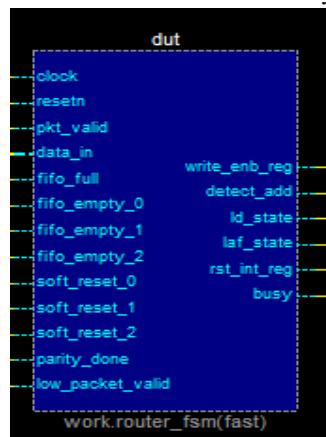 dut
clock
resetn
pkt_valid
data_in
fifo_full
fifo_empty_0
fifo_empty_1
fifo_empty_2
soft_reset_0
soft_reset_1
soft_reset_2
parity_done
low_packet_valid
write_enb_reg
detect_add
ld_state
laf_state
rst_int_reg
busy
work.router_fsm(fast)